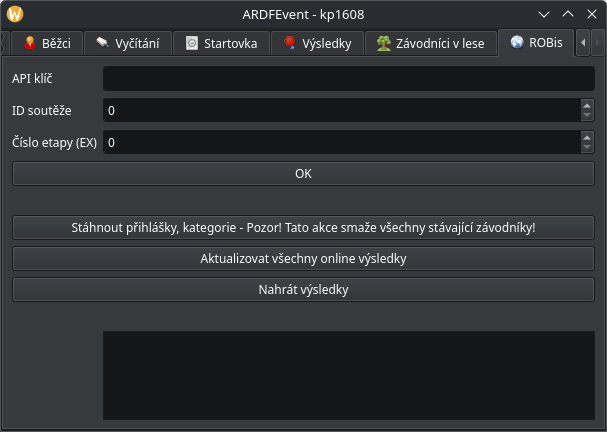 ARDFEvent - kp1608
Běžci
Vyčítání
Startovka
Výsledky
Závodníci v lese
ROBis
API klíč
ID soutěže
0
Číslo etapy (EX)
0
OK
Stáhnout přihlášky, kategorie - Pozor! Tato akce smaže všechny stávající závodníky!
Aktualizovat všechny online výsledky
Nahrát výsledky